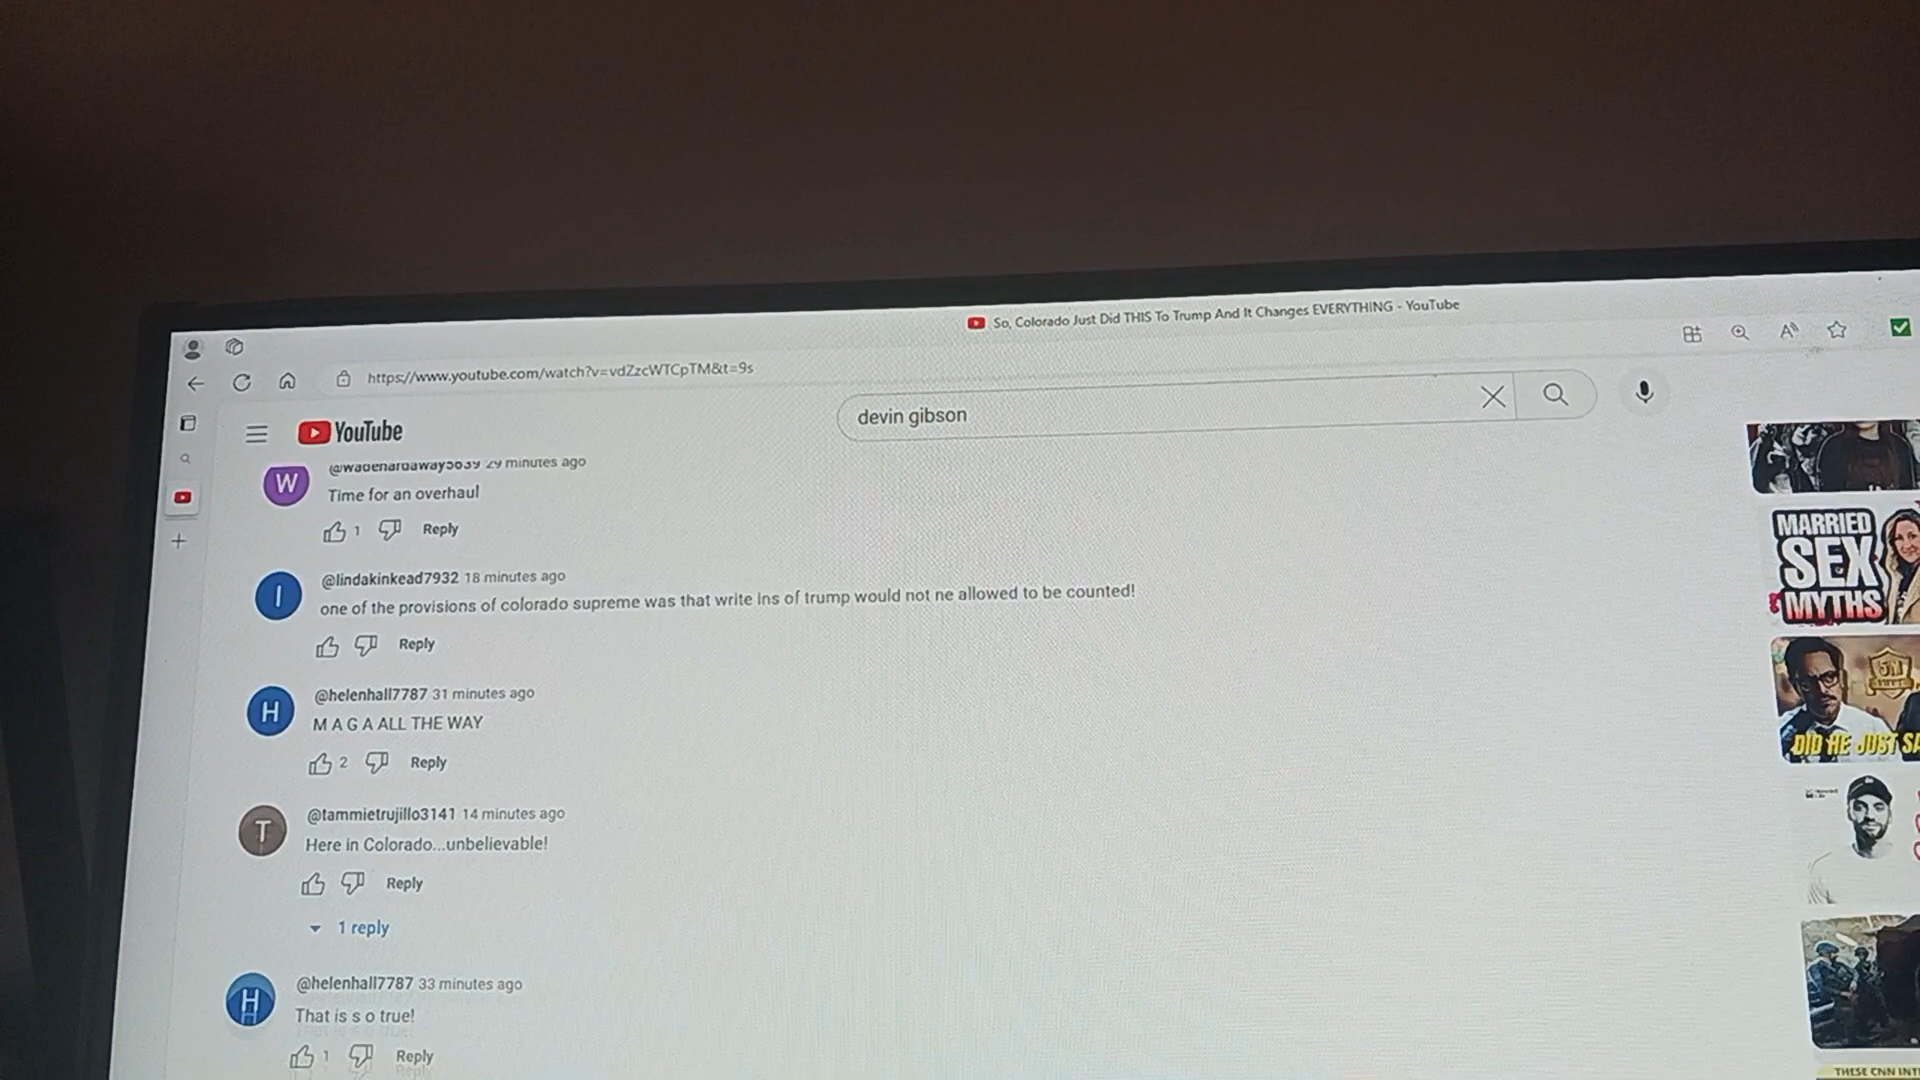 So, Colorado Just Did THIS To Trump And It Changes EVERYTHING - YouTube
https://www.youtube.com/watch?v=vdZzcWTCpTM&t=9s
YouTube
devin gibson
29 minutes ago
W
Time for an overhaul
1 Reply
@lindakinkead7932 18 minutes ago
I
one of the provisions of colorado supreme was that write ins of trump would not ne allowed to be counted!
Reply
@helenhall7787 31 minutes ago
H
M A G A ALL THE WAY
2 Reply
@tammietrujillo3141 14 minutes ago
T
Here in Colorado...unbelievable!
Reply
1 reply
@helenhall7787 33 minutes ago
H
That is s o true!
1 Reply
MARRIED
SEX
MYTHS
5M
DID HE JUST
THESE CNN